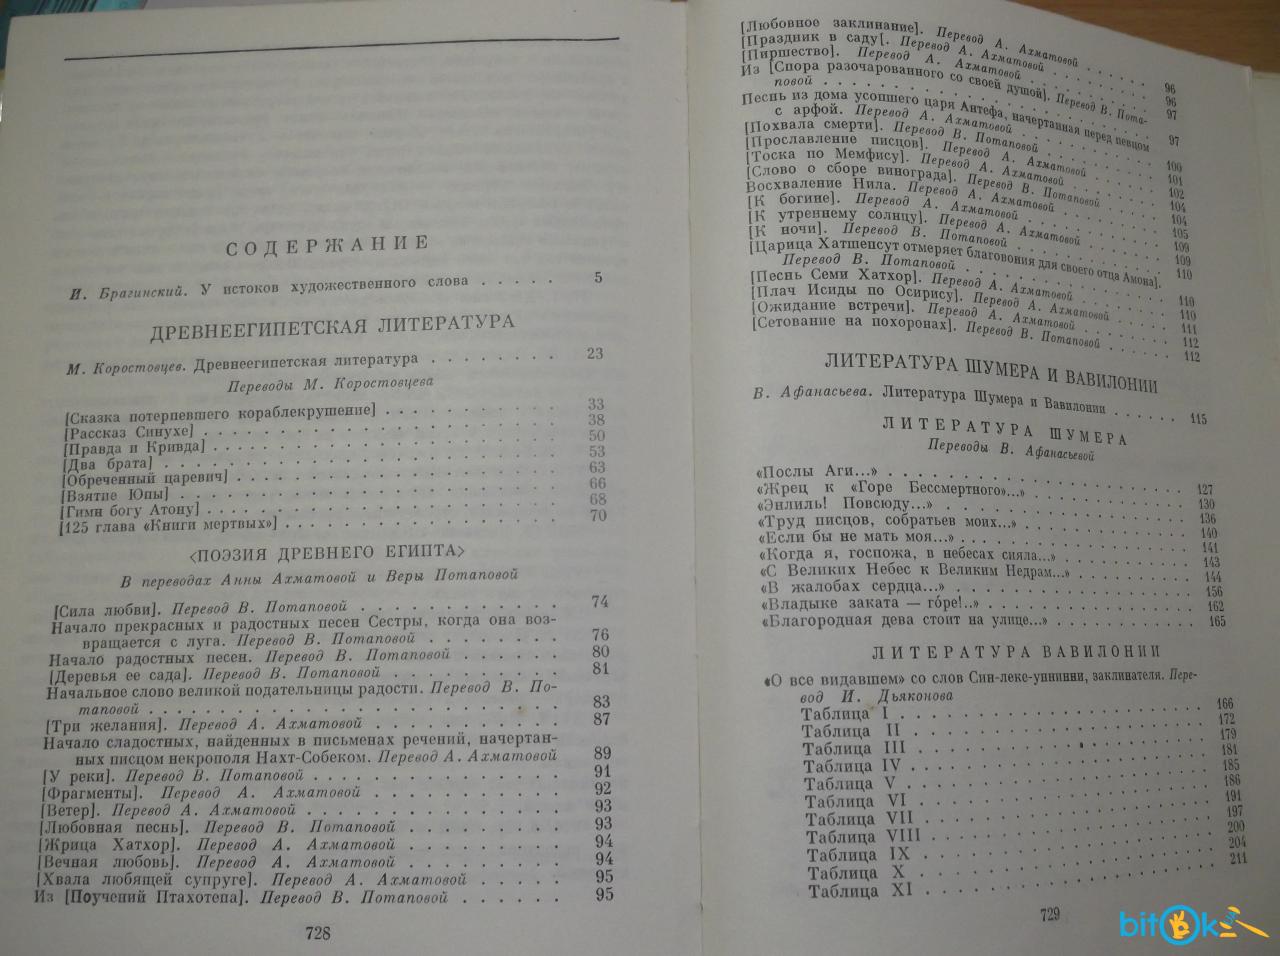 СОДЕРЖАНИЕ
И. Брагинский. У истоков художественного слова . . . . . 5
ДРЕВНЕЕГИПЕТСКАЯ ЛИТЕРАТУРА
М. Коростовцев. Древнеегипетская литература . . . . . . . . 23
Переводы М. Коростовцева
[Сказка потерпевшего кораблекрушение] . . . . . . . . . . 33
[Рассказ Синухе] . . . . . . . . . . . . . . . . . . . . 38
[Правда и Кривда] . . . . . . . . . . . . . . . . . . . . 50
[Два брата] . . . . . . . . . . . . . . . . . . . . . . 53
[Обреченный царевич] . . . . . . . . . . . . . . . . . . 63
[Взятие Юпы] . . . . . . . . . . . . . . . . . . . . . . 66
[Гимн богу Атону] . . . . . . . . . . . . . . . . . . . . 68
[125 глава «Книги мертвых»] . . . . . . . . . . . . . . . 70
<ПОЭЗИЯ ДРЕВНЕГО ЕГИПТА>
В переводах Анны Ахматовой и Веры Потаповой
[Сила любви]. Перевод В. Потаповой . . . . . . . . . . . . 74
Начало прекрасных и радостных песен Сестры, когда она воз-
вращается с луга. Перевод В. Потаповой . . . . . . . . 76
Начало радостных песен. Перевод В. Потаповой . . . . . . 80
[Деревья ее сада]. Перевод В. Потаповой . . . . . . . . . . 81
Начальное слово великой подательницы радости. Перевод В. По-
таповой . . . . . . . . . . . . . . . . . . . . . . . . 83
[Три желания]. Перевод А. Ахматовой . . . . . . . . . . . 87
Начало сладостных, найденных в письменах речений, начертан-
ных писцом некрополя Нахт-Собеком. Перевод А. Ахматовой 89
[У реки]. Перевод В. Потаповой . . . . . . . . . . . . . . 91
[Фрагменты]. Перевод А. Ахматовой . . . . . . . . . . . 92
[Ветер]. Перевод А. Ахматовой . . . . . . . . . . . . . . 93
[Любовная песнь]. Перевод В. Потаповой . . . . . . . . . 93
[Жрица Хатхор]. Перевод А. Ахматовой . . . . . . . . . . 94
[Вечная любовь]. Перевод А. Ахматовой . . . . . . . . . . 94
[Хвала любящей супруге]. Перевод А. Ахматовой . . . . . 95
Из [Поучений Птахотепа]. Перевод В. Потаповой . . . . . . 95
728
[Любовное заклинание]. Перевод А. Ахматовой . . . . . . 96
[Праздник в саду]. Перевод А. Ахматовой . . . . . . . . 96
[Пиршество]. Перевод А. Ахматовой . . . . . . . . . . . 97
Из [Спора разочарованного со своей душой]. Перевод В. Пота-
повой . . . . . . . . . . . . . . . . . . . . . . . . 97
Песнь из дома усопшего царя Антефа, начертанная перед певцом
с арфой. Перевод А. Ахматовой . . . . . . . . . . . . 100
[Похвала смерти]. Перевод В. Потаповой . . . . . . . . . 101
[Прославление писцов]. Перевод А. Ахматовой . . . . . . 102
[Тоска по Мемфису]. Перевод А. Ахматовой . . . . . . . . 104
[Слово о сборе винограда]. Перевод В. Потаповой . . . . . 104
Восхваление Нила. Перевод А. Ахматовой . . . . . . . . . 105
[К богине]. Перевод А. Ахматовой . . . . . . . . . . . . 109
[К утреннему солнцу]. Перевод А. Ахматовой . . . . . . . 109
[К ночи]. Перевод В. Потаповой . . . . . . . . . . . . . 110
[Царица Хатшепсут отмеряет благовония для своего отца Амона].
Перевод В. Потаповой . . . . . . . . . . . . . . . . . 110
[Песнь Семи Хатхор]. Перевод А. Ахматовой . . . . . . . 110
[Плач Исиды по Осирису]. Перевод А. Ахматовой . . . . . 111
[Ожидание встречи]. Перевод А. Ахматовой . . . . . . . . 112
[Сетование на похоронах]. Перевод В. Потаповой . . . . . . 112
ЛИТЕРАТУРА ШУМЕРА И ВАВИЛОНИИ
В. Афанасьева. Литература Шумера и Вавилонии . . . . . . 115
ЛИТЕРАТУРА ШУМЕРА
Переводы В. Афанасьевой
«Послы Аги...» . . . . . . . . . . . . . . . . . . . . . 127
«Жрец к «Горе Бессмертного»...» . . . . . . . . . . . . . 130
«Энлиль! Повсюду...» . . . . . . . . . . . . . . . . . . 136
«Труд писцов, собратьев моих...» . . . . . . . . . . . . . 140
«Если бы не мать моя...» . . . . . . . . . . . . . . . . . 141
«Когда я, госпожа, в небесах сияла...» . . . . . . . . . . 143
«С Великих Небес к Великим Недрам...» . . . . . . . . . . 144
«В жалобах сердца...» . . . . . . . . . . . . . . . . . . 156
«Владыке заката — го́ре!..» . . . . . . . . . . . . . . . 162
«Благородная дева стоит на улице...» . . . . . . . . . . . 165
ЛИТЕРАТУРА ВАВИЛОНИИ
«О все видавшем» со слов Син-леке-уннинни, заклинателя. Пере-
вод И. Дьяконова
Таблица I . . . . . . . . . . . . . . . . . . . . 166
Таблица II . . . . . . . . . . . . . . . . . . . . 172
Таблица III . . . . . . . . . . . . . . . . . . . 179
Таблица IV . . . . . . . . . . . . . . . . . . . . 181
Таблица V . . . . . . . . . . . . . . . . . . . . 185
Таблица VI . . . . . . . . . . . . . . . . . . . . 186
Таблица VII . . . . . . . . . . . . . . . . . . . 191
Таблица VIII . . . . . . . . . . . . . . . . . . . 197
Таблица IX . . . . . . . . . . . . . . . . . . . . 200
Таблица X . . . . . . . . . . . . . . . . . . . . 204
Таблица XI . . . . . . . . . . . . . . . . . . . . 211
729